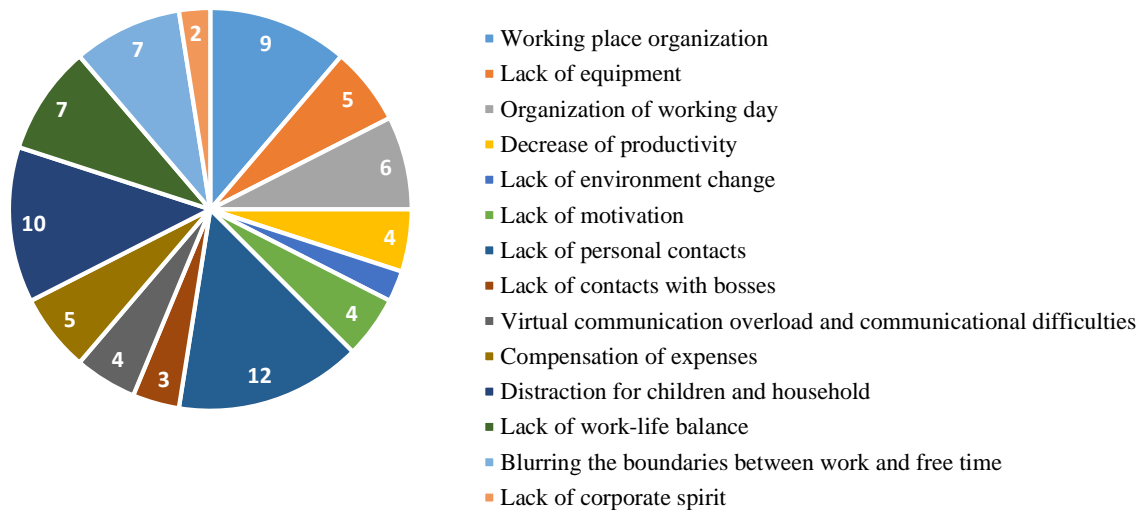 2
7
9
7
5
6
10
4
5
4
4
3
12
Working place organization
Lack of equipment
Organization of working day
Decrease of productivity
Lack of environment change
Lack of motivation
Lack of personal contacts
Lack of contacts with bosses
Virtual communication overload and communicational difficulties
Compensation of expenses
Distraction for children and household
Lack of work-life balance
Blurring the boundaries between work and free time
Lack of corporate spirit